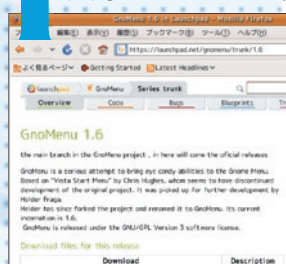 GnoMenu 1.6 in Launchpad - Mozilla Firefox
編集(E) 表示(V) 履歴(S) ブックマーク(B) ツール(T) ヘルプ(H)
https://launchpad.net/gnomenu/trunk/1.6
よく見るページ Getting Started Latest Headlines
launchpad GnoMenu Series trunk
Overview Code Bugs Blueprints
GnoMenu 1.6
the main branch in the GnoMenu project , in here will come the oficial releases
GnoMenu is a serious attempt to bring eye candy abilities to the Gnome Menu.
Based on "Vista Start Menu" by Chris Hughes, whom seems to have discontinued
development of the original project. It was picked up for further development by
Helder Fraga.
Helder has since forked the project and renamed it to GnoMenu. Its current
incernation is 1.6.
GnoMenu is released under the GNU/GPL Version 3 software license.
Download files for this release
Download Description